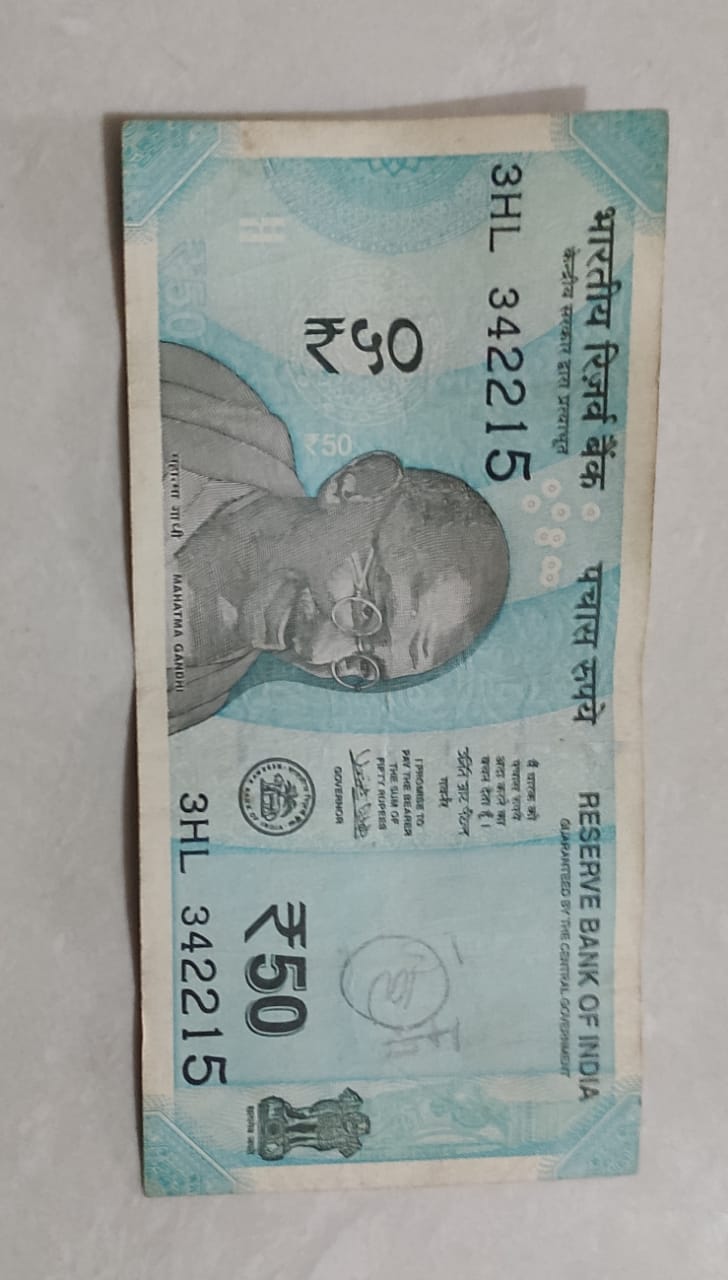 भारतीय रिज़र्व बैंक
केन्द्रीय सरकार द्वारा प्रत्याभूत
पचास रुपये
RESERVE BANK OF INDIA
GUARANTEED BY THE CENTRAL GOVERNMENT
3HL 342215
मैं धारक को
पचास रुपये
अदा करने का
वचन देता हूँ।
उर्जित आर पटेल
गवर्नर
I PROMISE TO
PAY THE BEARER
THE SUM OF
FIFTY RUPEES
GOVERNOR
₹५०
₹50
₹50
₹50
सत्यमेव जयते
3HL 342215
महात्मा गांधी
MAHATMA GANDHI